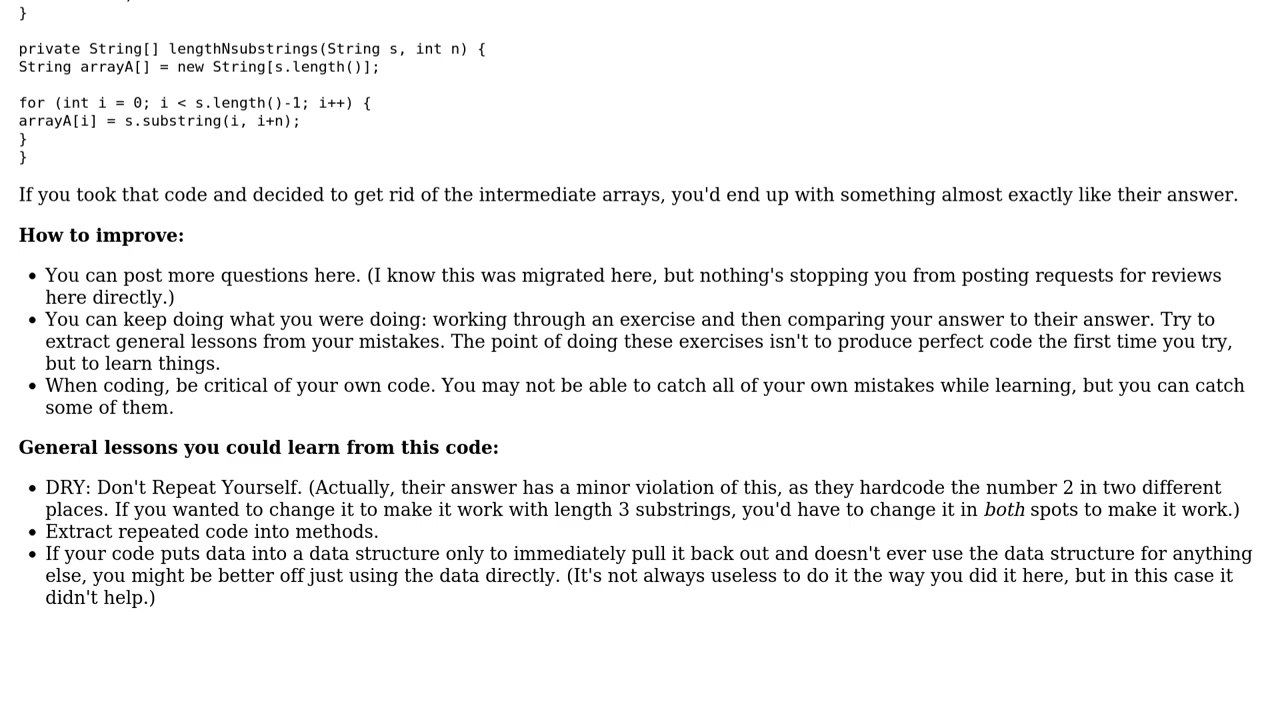 }
private String[] lengthNsubstrings(String s, int n) {
String arrayA[] = new String[s.length()];
for (int i = 0; i < s.length()-1; i++) {
arrayA[i] = s.substring(i, i+n);
}
}
If you took that code and decided to get rid of the intermediate arrays, you'd end up with something almost exactly like their answer.
How to improve:
• You can post more questions here. (I know this was migrated here, but nothing's stopping you from posting requests for reviews
here directly.)
• You can keep doing what you were doing: working through an exercise and then comparing your answer to their answer. Try to
extract general lessons from your mistakes. The point of doing these exercises isn't to produce perfect code the first time you try,
but to learn things.
• When coding, be critical of your own code. You may not be able to catch all of your own mistakes while learning, but you can catch
some of them.
General lessons you could learn from this code:
• DRY: Don't Repeat Yourself. (Actually, their answer has a minor violation of this, as they hardcode the number 2 in two different
places. If you wanted to change it to make it work with length 3 substrings, you'd have to change it in both spots to make it work.)
• Extract repeated code into methods.
• If your code puts data into a data structure only to immediately pull it back out and doesn't ever use the data structure for anything
else, you might be better off just using the data directly. (It's not always useless to do it the way you did it here, but in this case it
didn't help.)